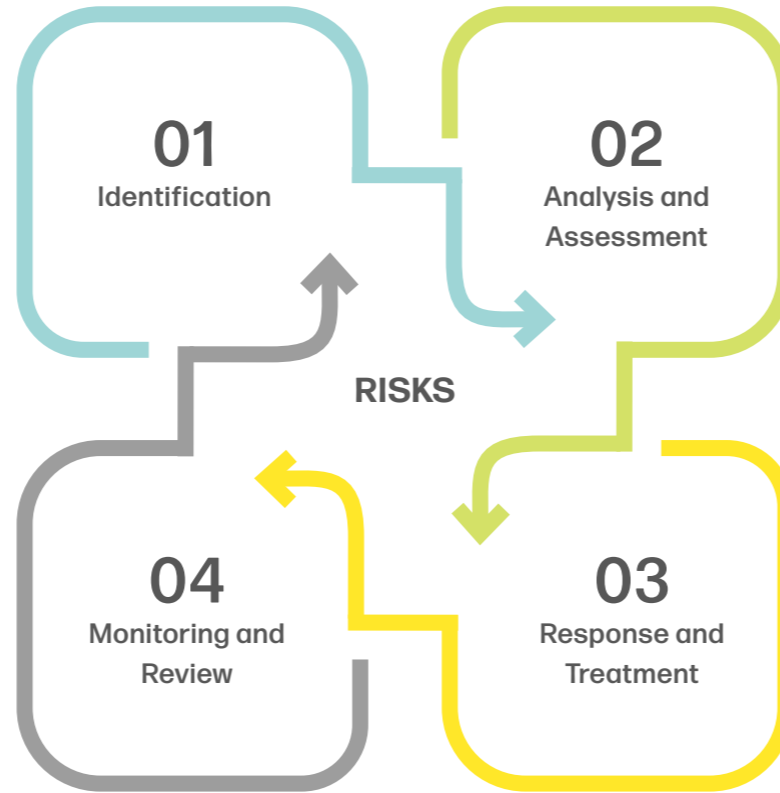 01
Identification
02
Analysis and
Assessment
RISKS
04
Monitoring and
Review
03
Response and
Treatment